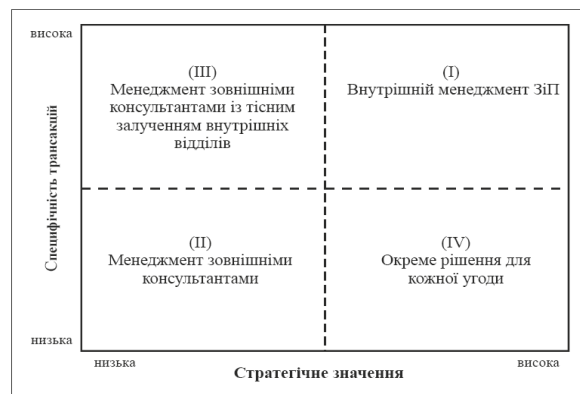 висока
Специфічність трансакцій
низька
(III)
Менеджмент зовнішніми
консультантами із тісним
залученням внутрішніх
відділів
(I)
Внутрішній менеджмент ЗіП
(II)
Менеджмент зовнішніми
консультантами
(IV)
Окреме рішення для
кожної угоди
низька
висока
Стратегічне значення